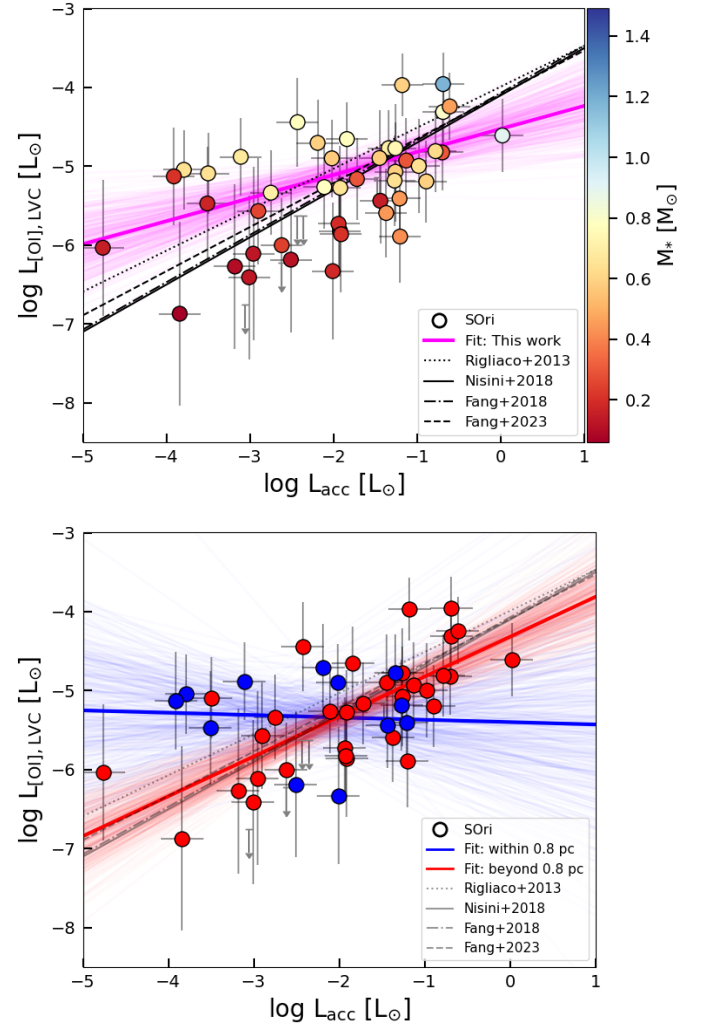 −3
−4
−5
−6
−7
−8
log L[OI],LVC [L⊙]
−5 −4 −3 −2 −1 0 1
log Lacc [L⊙]
SOri
Fit: This work
Rigliaco+2013
Nisini+2018
Fang+2018
Fang+2023
1.4
1.2
1.0
0.8
0.6
0.4
0.2
M* [M⊙]
−3
−4
−5
−6
−7
−8
log L[OI],LVC [L⊙]
−5 −4 −3 −2 −1 0 1
log Lacc [L⊙]
SOri
Fit: within 0.8 pc
Fit: beyond 0.8 pc
Rigliaco+2013
Nisini+2018
Fang+2018
Fang+2023